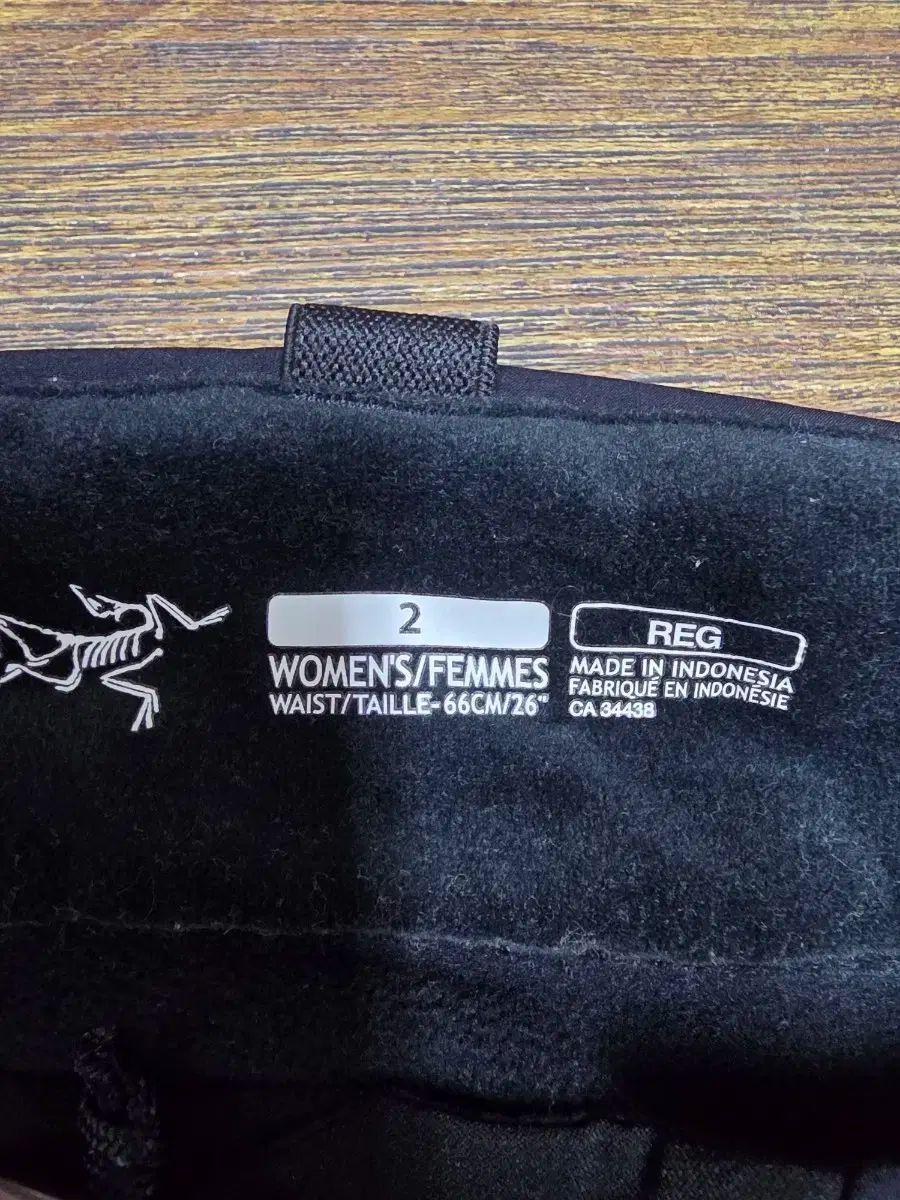 2
WOMEN'S/FEMMES
WAIST/TAILLE-66CM/26"
REG
MADE IN INDONESIA
FABRIQUÉ EN INDONÉSIE
CA 34438